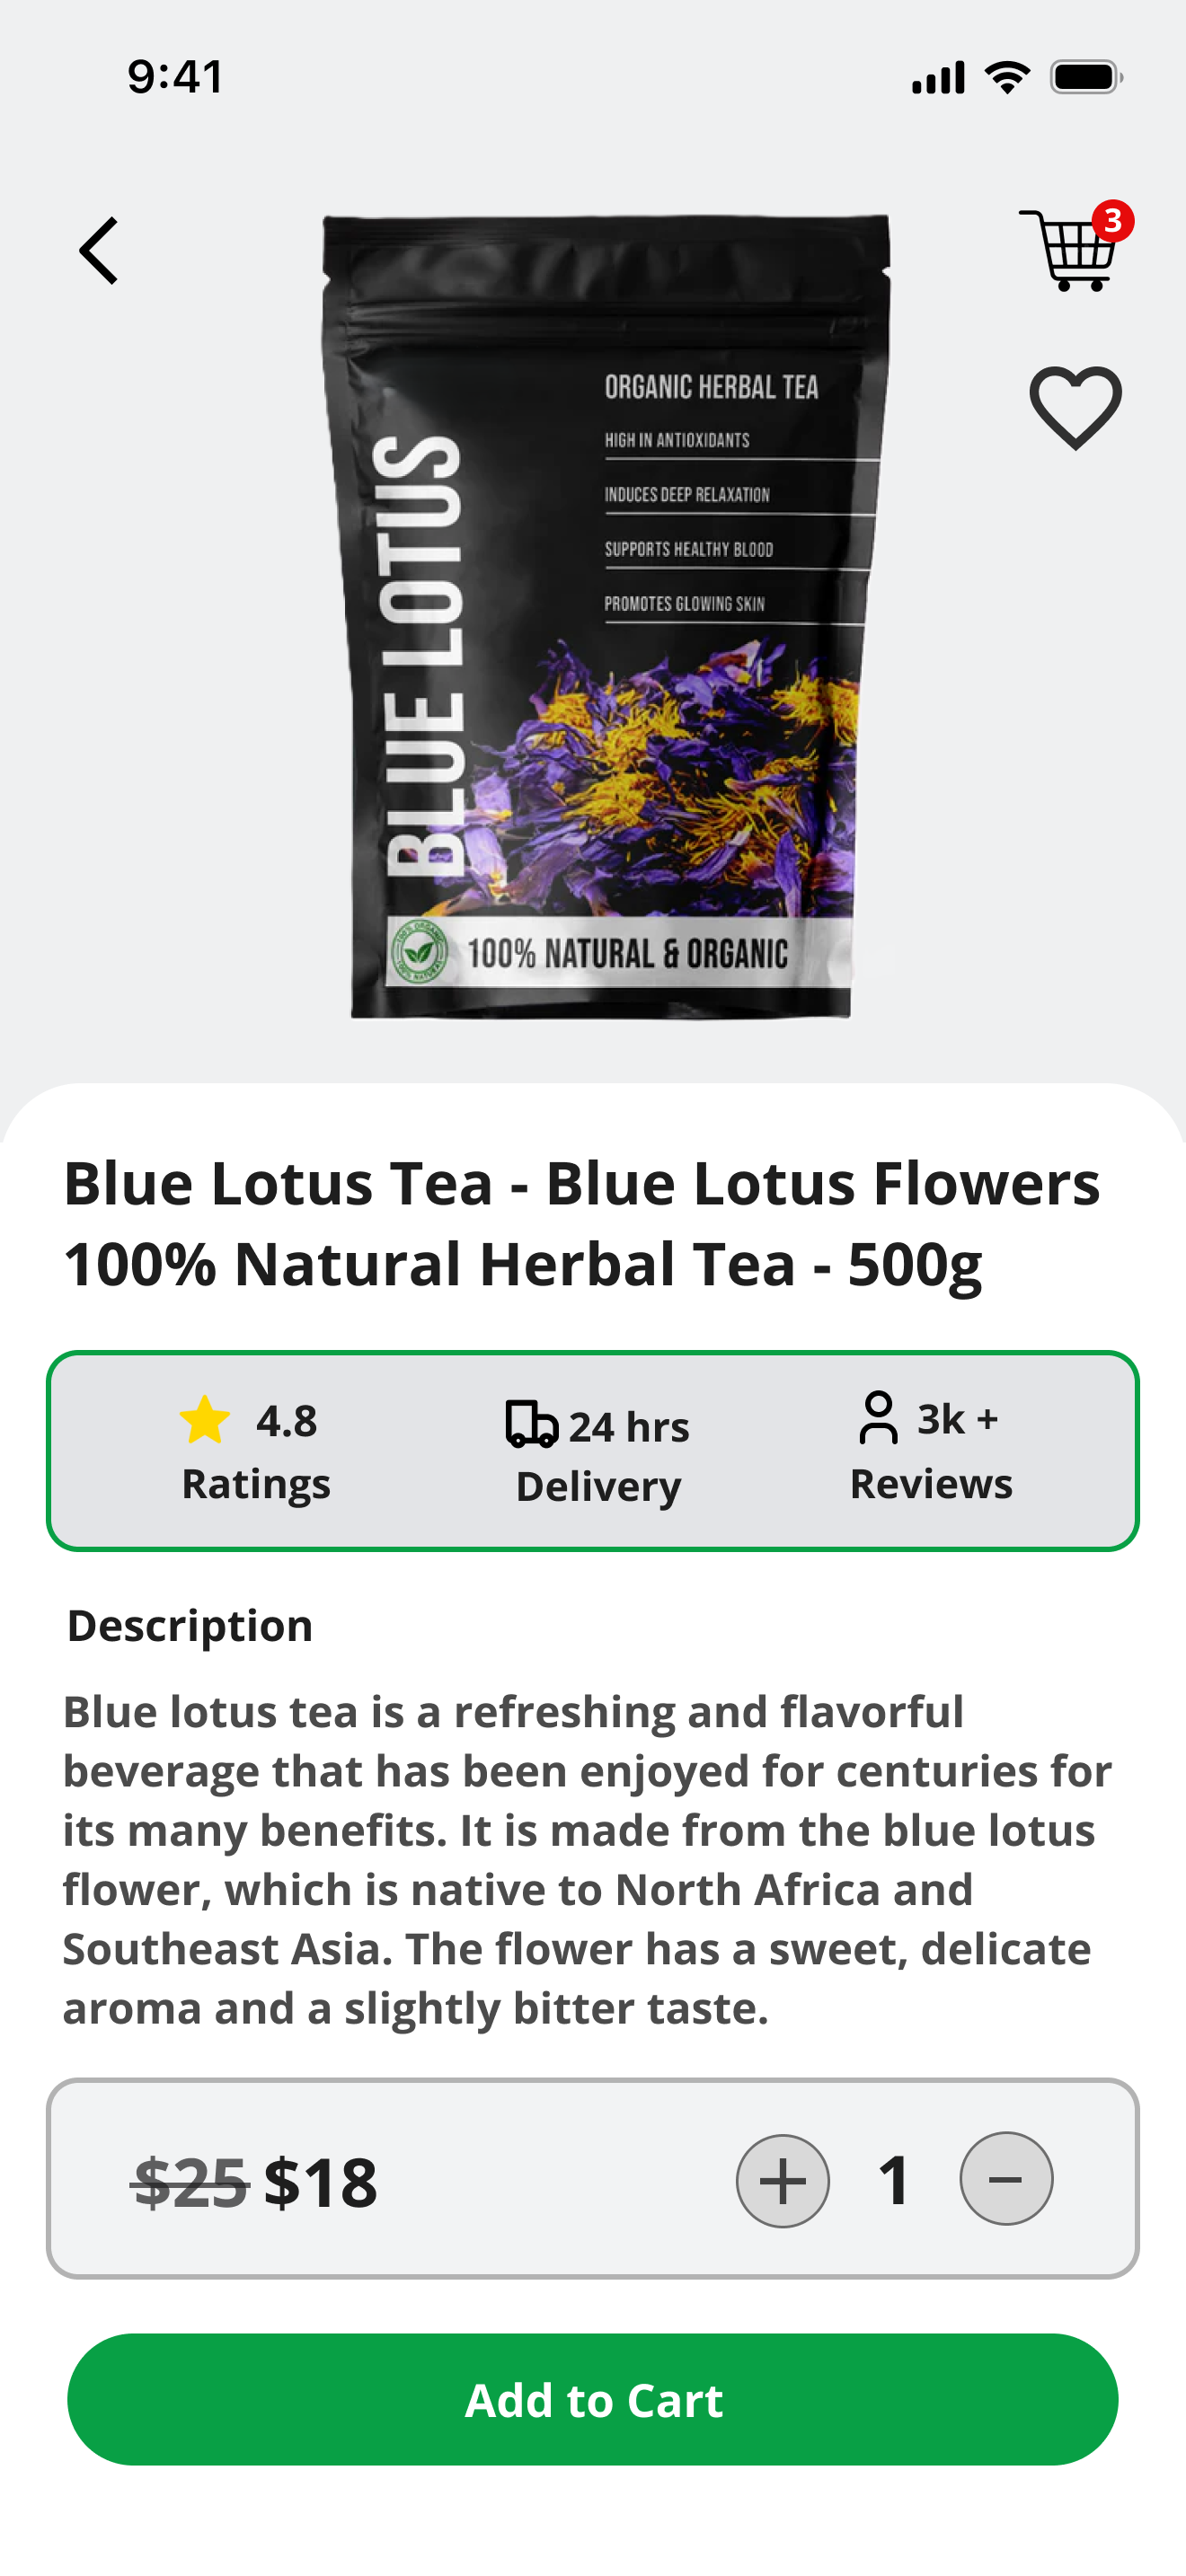 9:41
3
ORGANIC HERBAL TEA
HIGH IN ANTIOXIDANTS
INDUCES DEEP RELAXATION
SUPPORTS HEALTHY BLOOD
PROMOTES GLOWING SKIN
BLUE LOTUS
100% ORGANIC
100% NATURAL
100% NATURAL & ORGANIC
Blue Lotus Tea - Blue Lotus Flowers
100% Natural Herbal Tea - 500g
4.8
Ratings
24 hrs
Delivery
3k +
Reviews
Description
Blue lotus tea is a refreshing and flavorful
beverage that has been enjoyed for centuries for
its many benefits. It is made from the blue lotus
flower, which is native to North Africa and
Southeast Asia. The flower has a sweet, delicate
aroma and a slightly bitter taste.
$25 $18
+ 1 −
Add to Cart